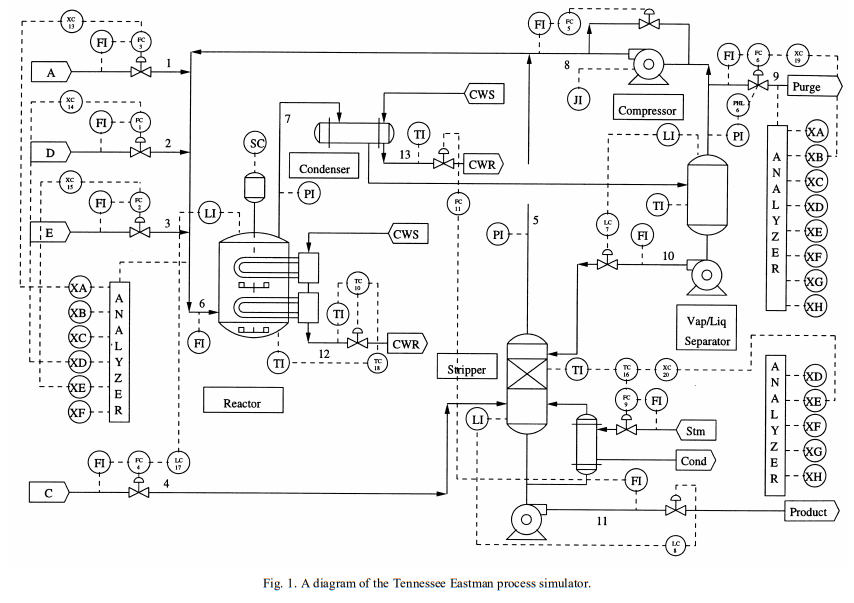 XC 13
FI
FC 3
A
1
XC 14
FI
FC
D
2
XC 15
FI
FC 2
E
3
FI
FC 5
8
Compressor
JI
FI
FC 6
XC 19
9
Purge
PHL 6
PI
LI
CWS
7
TI
13
CWR
Condenser
SC
PI
LI
FC 11
TI
LC 7
FI
10
PI
5
Vap/Liq
Separator
ANALYZER
XA
XB
XC
XD
XE
XF
XG
XH
CWS
TC 10
TI
12
CWR
TI
TC 18
6
FI
Reactor
ANALYZER
XA
XB
XC
XD
XE
XF
Stripper
TI
TC 16
XC 20
FC 9
FI
Stm
Cond
LI
FI
11
LC 8
Product
ANALYZER
XD
XE
XF
XG
XH
FI
FC 4
LC 17
C
4
Fig. 1. A diagram of the Tennessee Eastman process simulator.